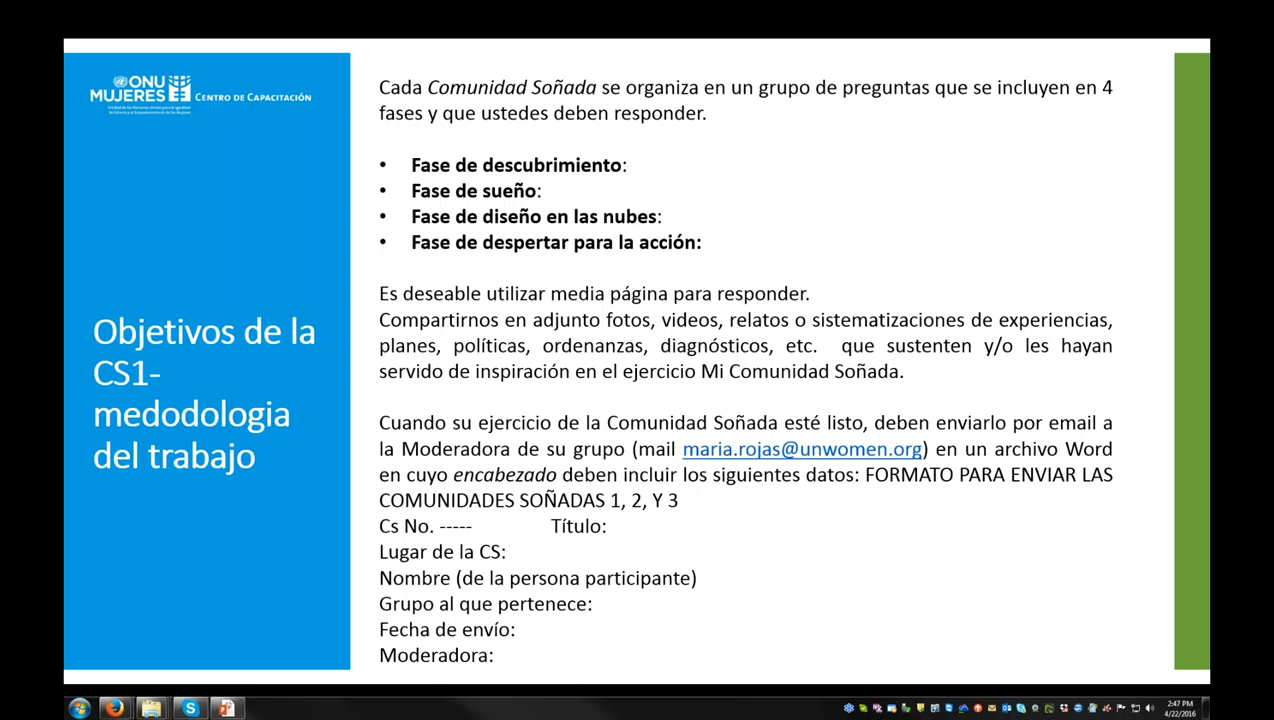 ONU
MUJERES
CENTRO DE CAPACITACIÓN
Objetivos de la
CS1-
medodologia
del trabajo
Cada Comunidad Soñada se organiza en un grupo de preguntas que se incluyen en 4
fases y que ustedes deben responder.
• Fase de descubrimiento:
• Fase de sueño:
• Fase de diseño en las nubes:
• Fase de despertar para la acción:
Es deseable utilizar media página para responder.
Compartirnos en adjunto fotos, videos, relatos o sistematizaciones de experiencias,
planes, políticas, ordenanzas, diagnósticos, etc. que sustenten y/o les hayan
servido de inspiración en el ejercicio Mi Comunidad Soñada.
Cuando su ejercicio de la Comunidad Soñada esté listo, deben enviarlo por email a
la Moderadora de su grupo (mail maria.rojas@unwomen.org) en un archivo Word
en cuyo encabezado deben incluir los siguientes datos: FORMATO PARA ENVIAR LAS
COMUNIDADES SOÑADAS 1, 2, Y 3
Cs No. ----- Título:
Lugar de la CS:
Nombre (de la persona participante)
Grupo al que pertenece:
Fecha de envío:
Moderadora:
2:47 PM
4/22/2016